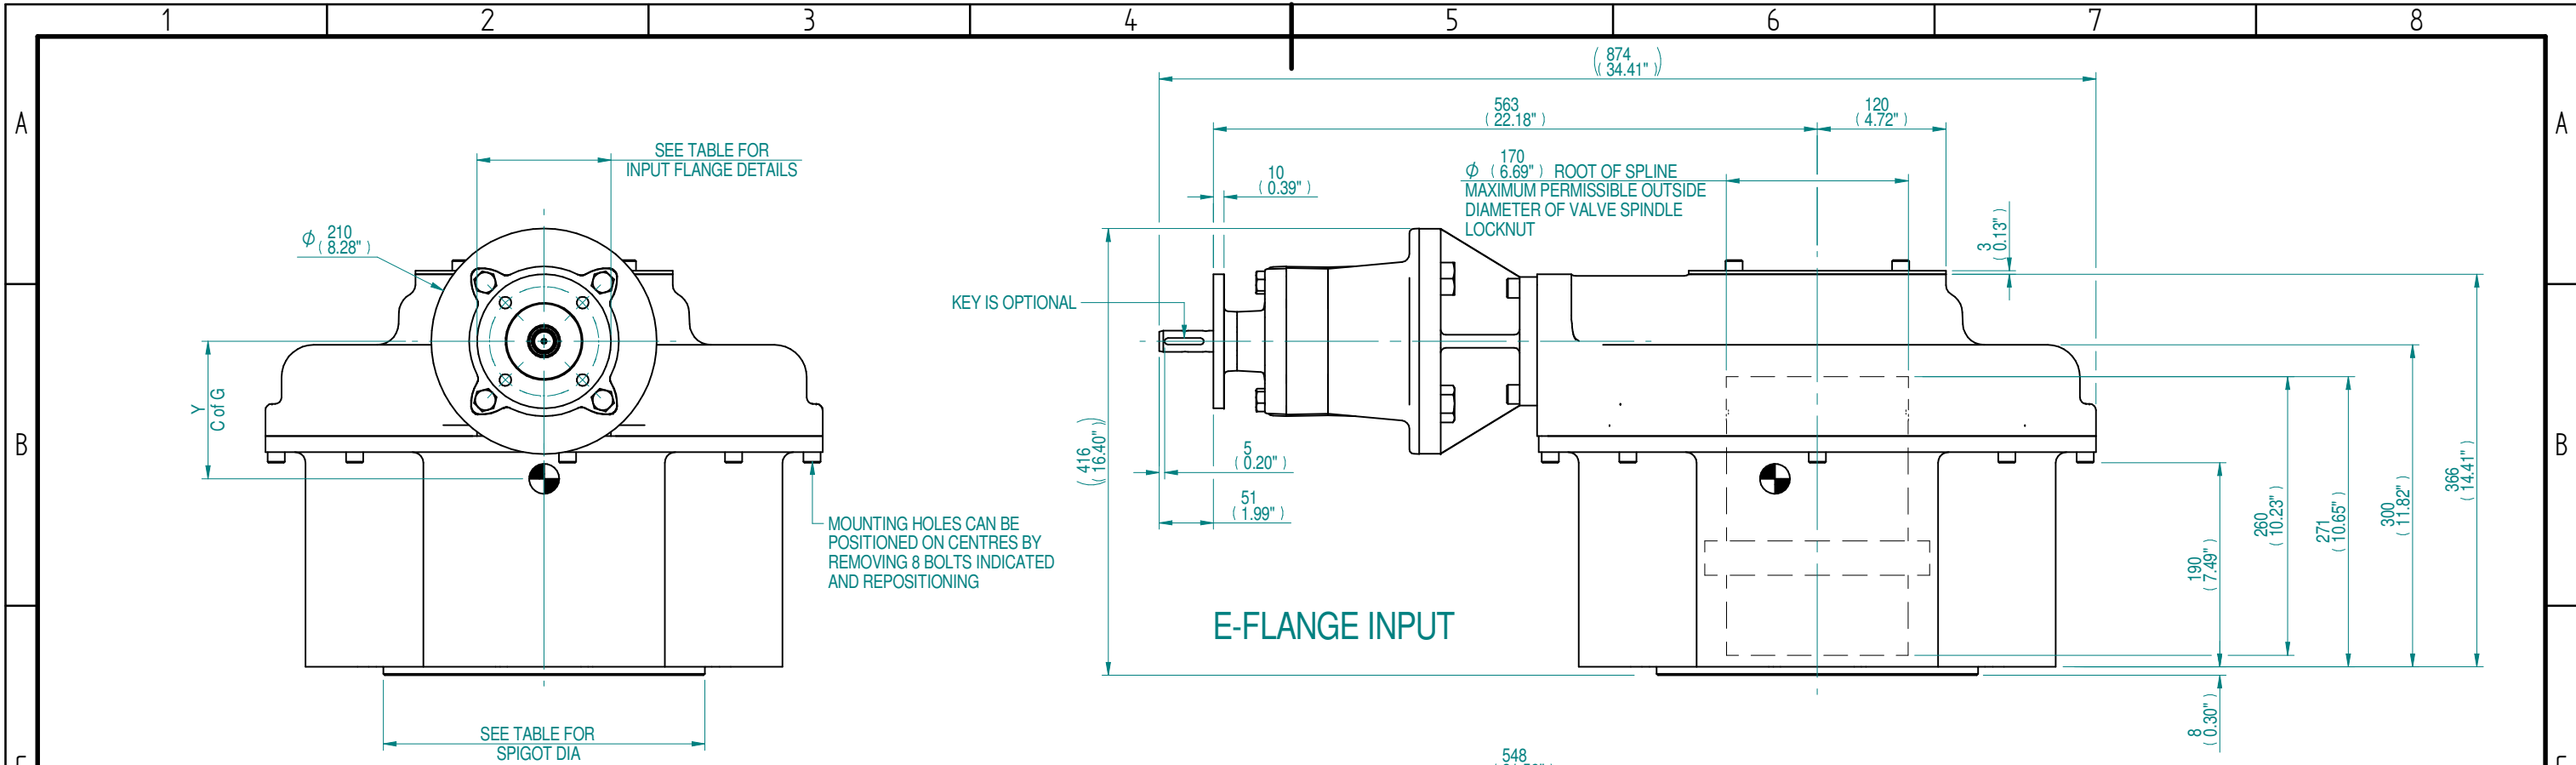 1 2 3 4 5 6 7 8
A A
( 874 )
( 34.41" )
563
( 22.18" )
120
( 4.72" )
SEE TABLE FOR
INPUT FLANGE DETAILS
10
( 0.39" )
170
Φ ( 6.69" ) ROOT OF SPLINE
MAXIMUM PERMISSIBLE OUTSIDE
DIAMETER OF VALVE SPINDLE
LOCKNUT
3
( 0.13" )
Φ 210
( 8.28" )
KEY IS OPTIONAL
Y
C of G
B B
( 416 )
( 16.40" )
5
( 0.20" )
51
( 1.99" )
190
( 7.49" )
260
( 10.23" )
271
( 10.65" )
300
( 11.82" )
366
( 14.41" )
MOUNTING HOLES CAN BE
POSITIONED ON CENTRES BY
REMOVING 8 BOLTS INDICATED
AND REPOSITIONING
E-FLANGE INPUT
8
( 0.30" )
SEE TABLE FOR
SPIGOT DIA
548